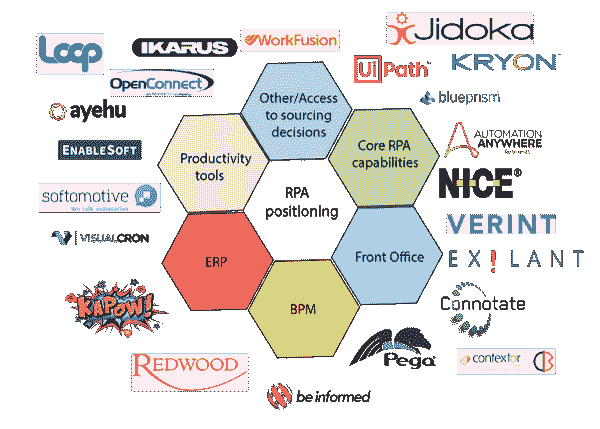 Loop
IKARUS
WorkFusion
Jidoka
OpenConnect
UiPath™
KRYON
ayehu
blueprism
Other/Access
to sourcing
decisions
ENABLESOFT
Productivity
tools
Core RPA
capabilities
AUTOMATION
ANYWHERE
NICE®
softomotive
We talk automation
RPA
positioning
VERINT
VISUALCRON
ERP
Front Office
EX!LANT
BPM
KAPOW!
Connotate
REDWOOD
Pega
contextor
be informed